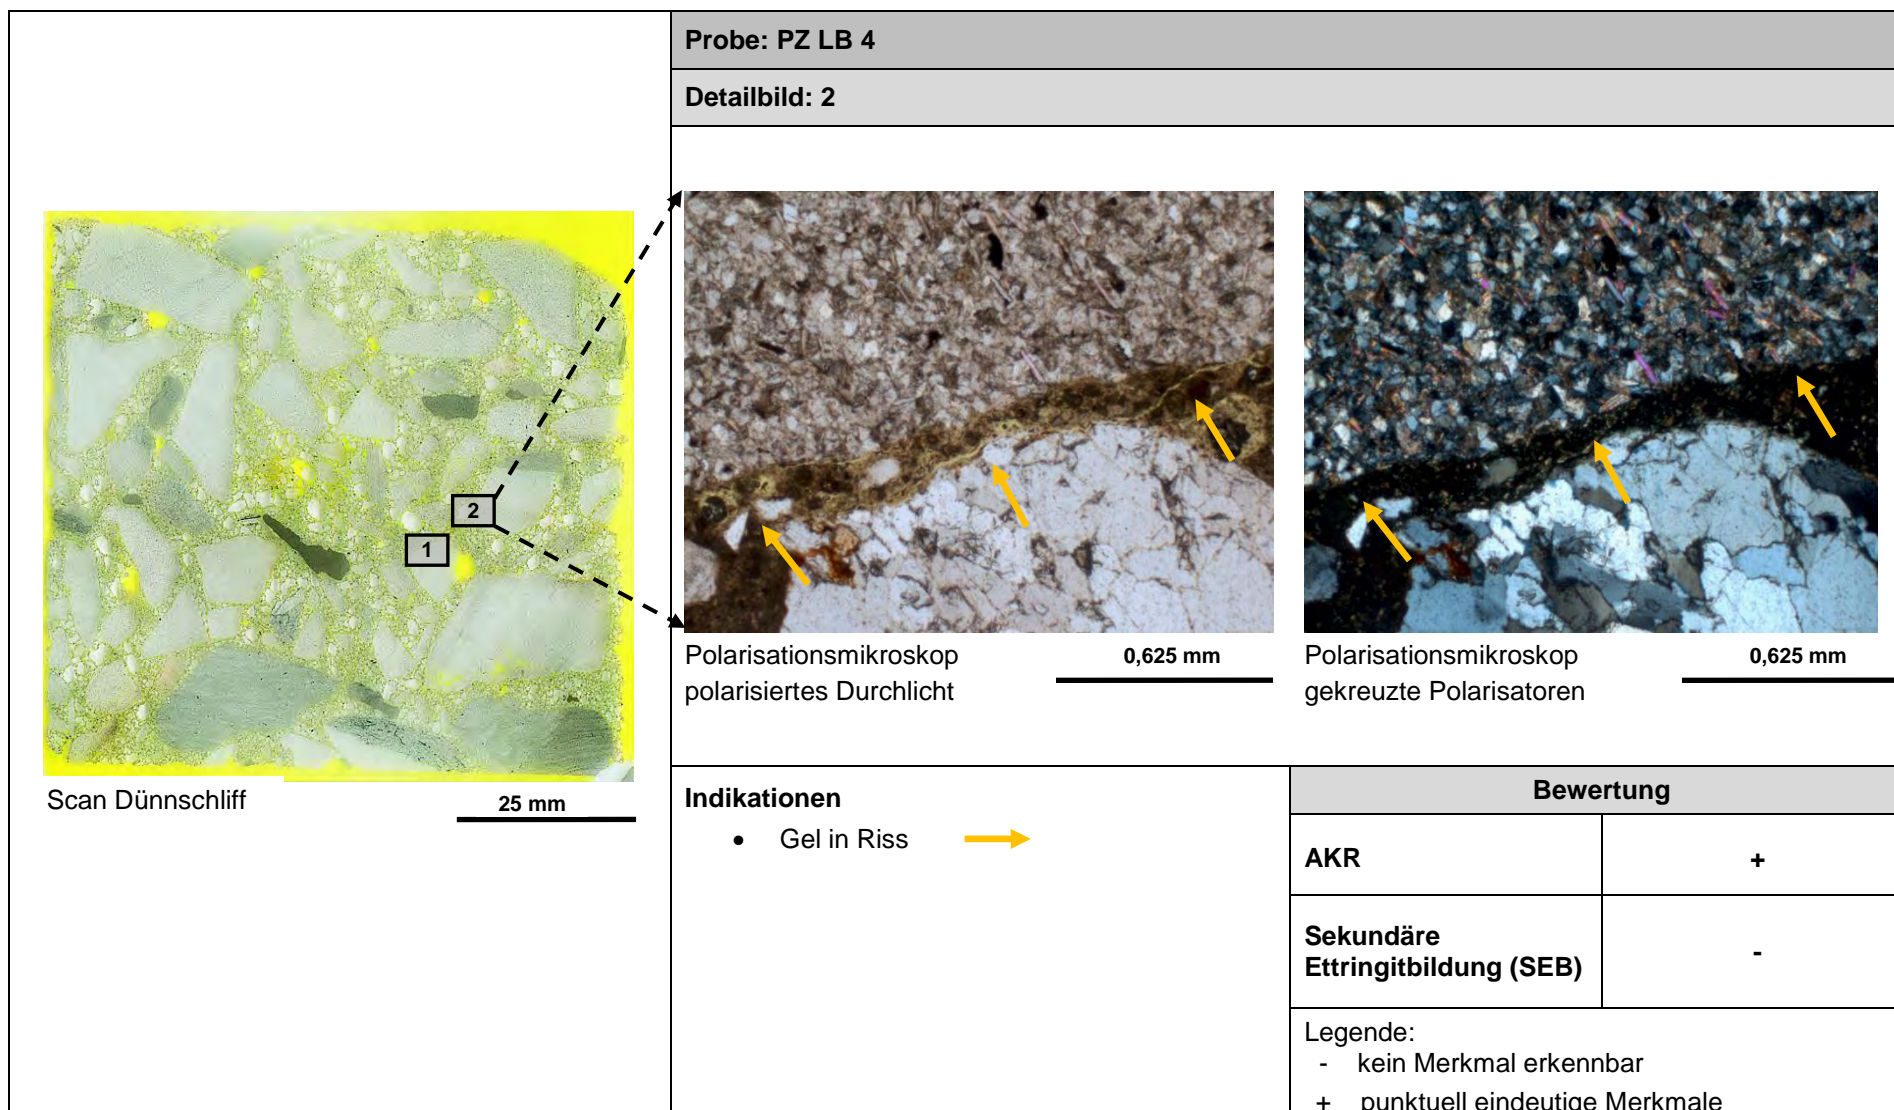 Probe: PZ LB 4
Detailbild: 2
2
1
Scan Dünnschliff
25 mm
Polarisationsmikroskop
polarisiertes Durchlicht
0,625 mm
Polarisationsmikroskop
gekreuzte Polarisatoren
0,625 mm
Indikationen
• Gel in Riss
Bewertung
AKR +
Sekundäre
Ettringitbildung (SEB) -
Legende:
- kein Merkmal erkennbar
+ punktuell eindeutige Merkmale